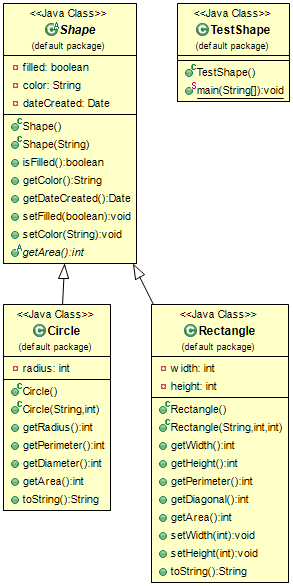 <<Java Class>>
Shape
(default package)
filled: boolean
color: String
dateCreated: Date
Shape()
Shape(String)
isFilled():boolean
getColor():String
getDateCreated():Date
setFilled(boolean):void
setColor(String):void
getArea():int
<<Java Class>>
TestShape
(default package)
TestShape()
main(String[]):void
<<Java Class>>
Circle
(default package)
radius: int
Circle()
Circle(String,int)
getRadius():int
getPerimeter():int
getDiameter():int
getArea():int
toString():String
<<Java Class>>
Rectangle
(default package)
width: int
height: int
Rectangle()
Rectangle(String,int,int)
getWidth():int
getHeight():int
getPerimeter():int
getDiagonal():int
getArea():int
setWidth(int):void
setHeight(int):void
toString():String